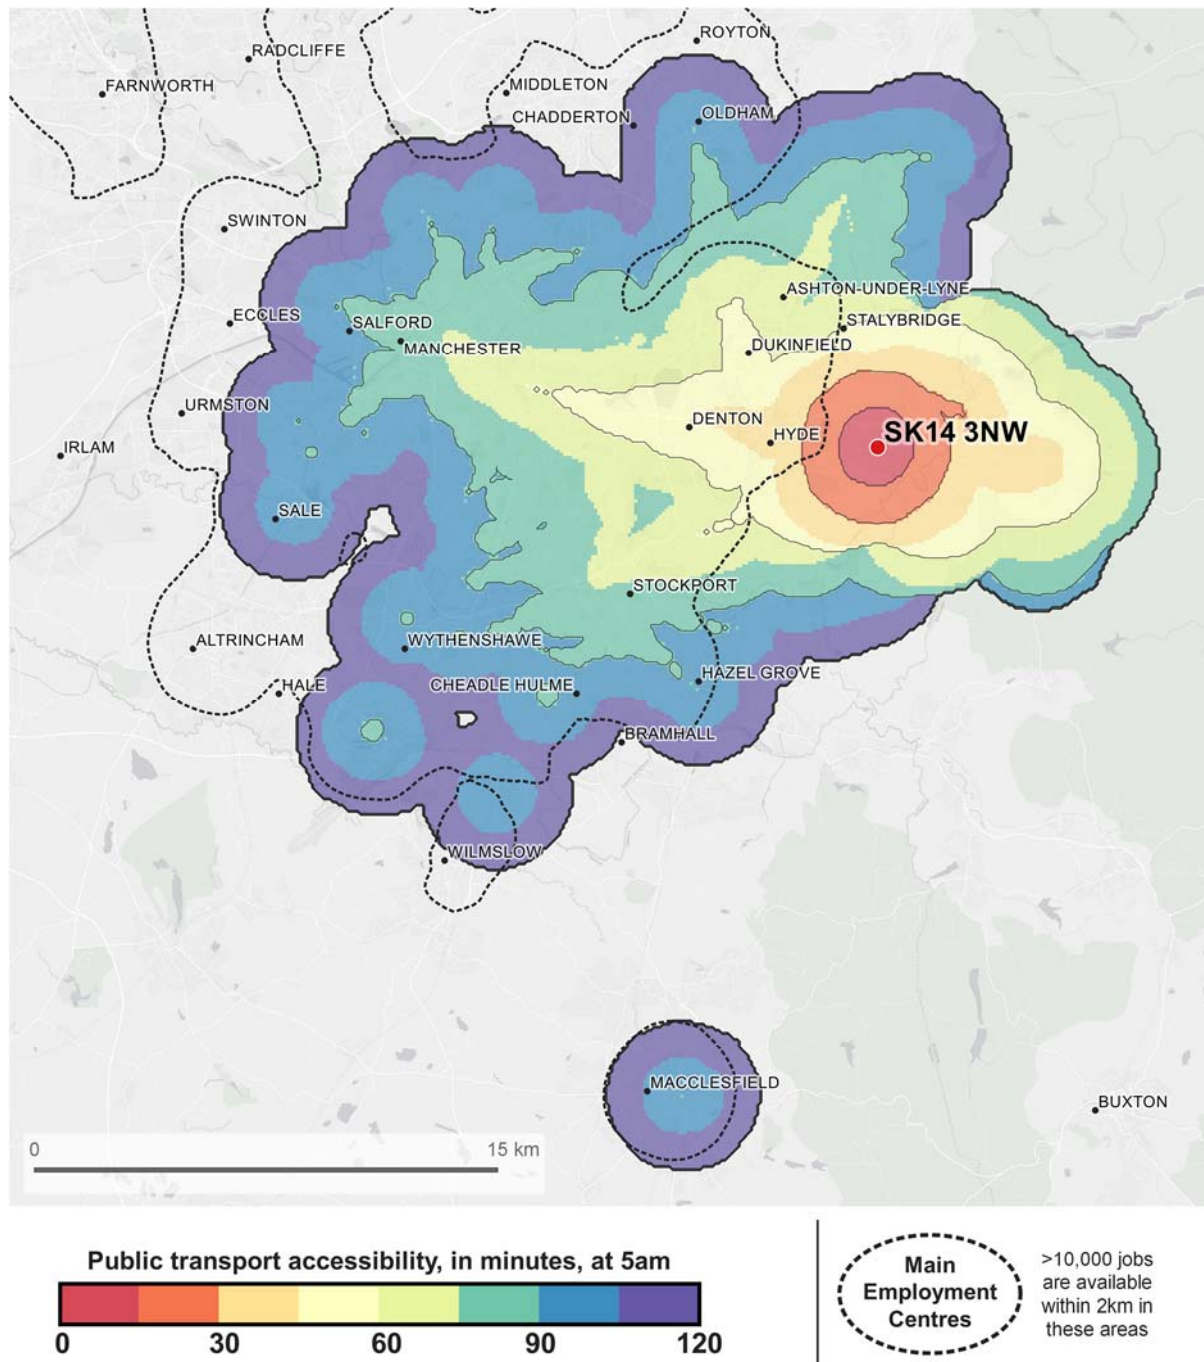 ROYTON
RADCLIFFE
FARNWORTH
MIDDLETON
CHADDERTON
OLDHAM
SWINTON
ASHTON-UNDER-LYNE
ECCLES
SALFORD
STALYBRIDGE
MANCHESTER
DUKINFIELD
URMSTON
DENTON
HYDE
SK14 3NW
IRLAM
SALE
STOCKPORT
ALTRINCHAM
WYTHENSHAWE
HALE
CHEADLE HULME
HAZEL GROVE
BRAMHALL
WILMSLOW
MACCLESFIELD
BUXTON
0 15 km
Public transport accessibility, in minutes, at 5am
0 30 60 90 120
Main
Employment
Centres
>10,000 jobs
are available
within 2km in
these areas